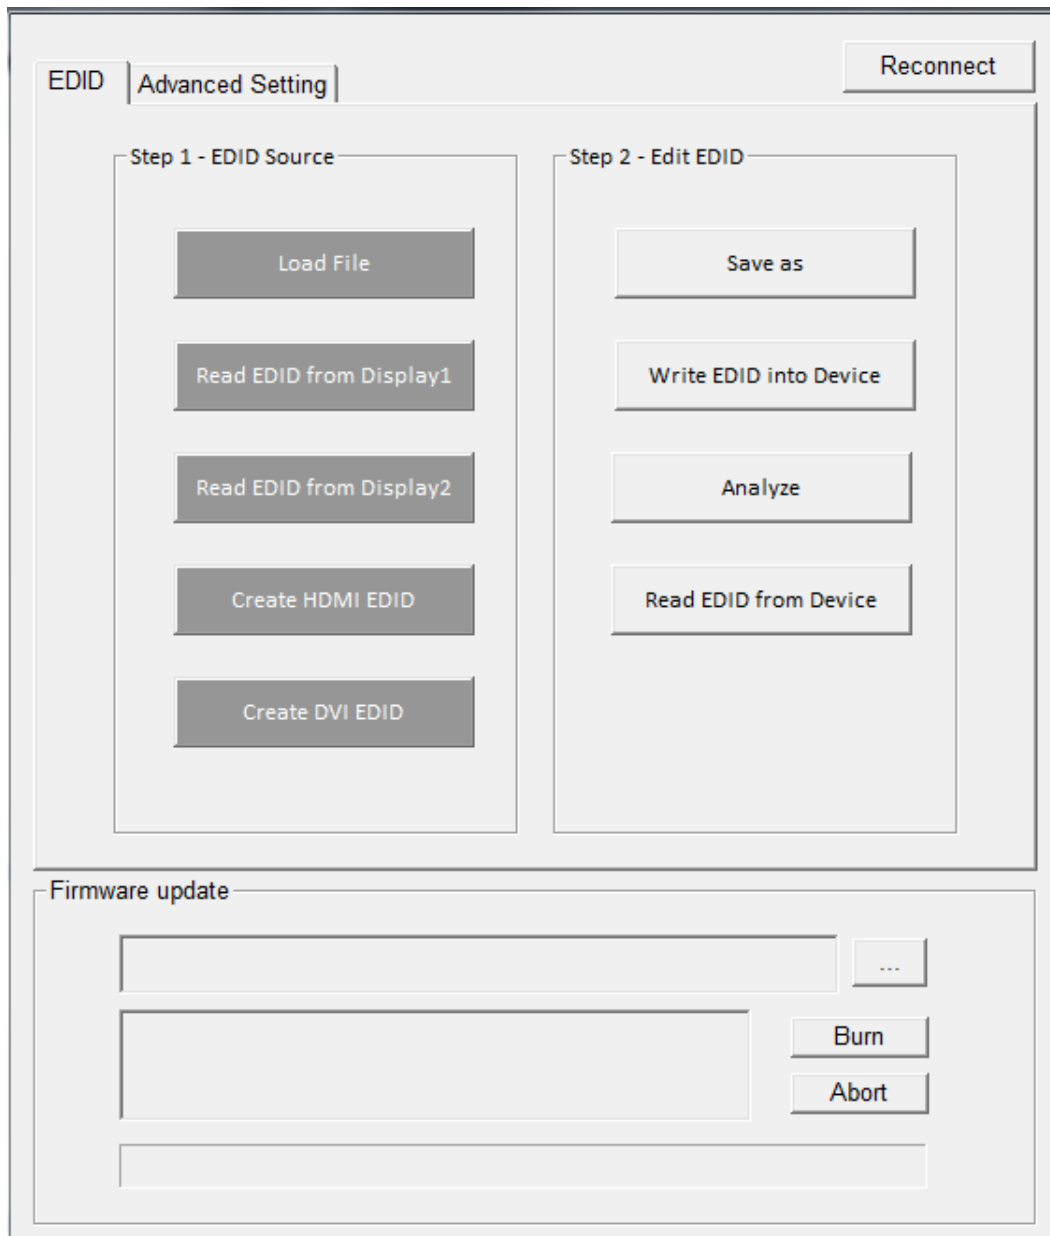 Reconnect
EDID
Advanced Setting
Step 1 - EDID Source
Load File
Read EDID from Display1
Read EDID from Display2
Create HDMI EDID
Create DVI EDID
Step 2 - Edit EDID
Save as
Write EDID into Device
Analyze
Read EDID from Device
Firmware update
...
Burn
Abort